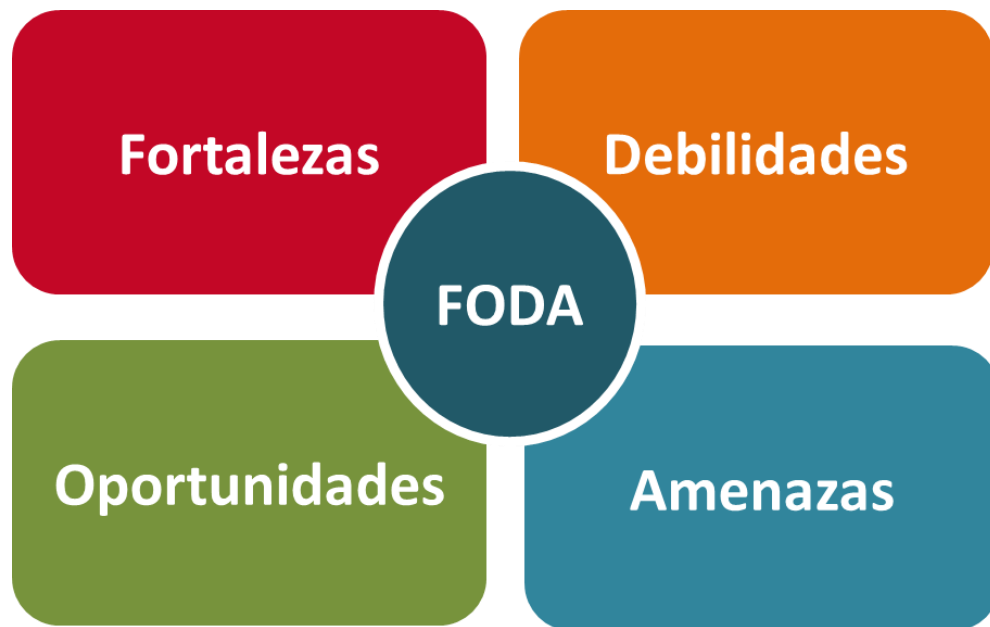 Fortalezas
Debilidades
FODA
Oportunidades
Amenazas